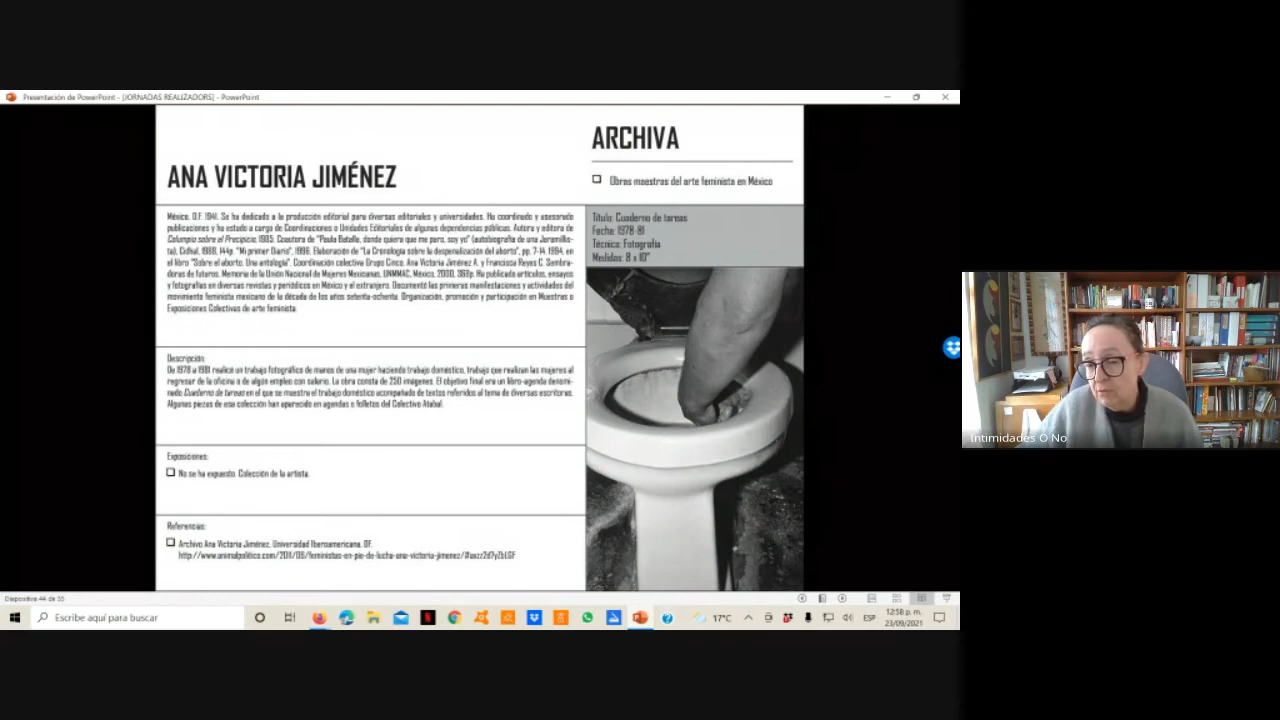 Presentación de PowerPoint - [JORNADAS REALIZADORS] - PowerPoint
ARCHIVA
ANA VICTORIA JIMÉNEZ
Obras maestras del arte feminista en México
México, D.F. 1941. Se ha dedicado a la producción editorial para diversas editoriales y universidades. Ha coordinado y asesorado
publicaciones y ha estado a cargo de Coordinaciones o Unidades Editoriales de algunas dependencias públicas. Autora y editora de
Columpio sobre el Precipicio, 1985; Coautora de "Paula Batalla, donde quiera que me paro, soy yo" (autobiografía de una Jaramillis-
ta), Cidhal, 1988, 144p. "Mi primer Diario", 1996. Elaboración de "La Cronología sobre la despenalización del aborto", pp. 7-14, 1994, en
el libro "Sobre el aborto. Una antología". Coordinación colectiva Grupo Cinco. Ana Victoria Jiménez A. y Francisca Reyes C. Sembra-
doras de futuros. Memoria de la Unión Nacional de Mujeres Mexicanas, UNMMAC, México, 2000, 368p. Ha publicado artículos, ensayos
y fotografías en diversas revistas y periódicos en México y el extranjero. Documentó las primeras manifestaciones y actividades del
movimiento feminista mexicano de la década de los años setenta-ochenta. Organización, promoción y participación en Muestras o
Exposiciones Colectivas de arte feminista.
Título: Cuaderno de tareas
Fecha: 1978-81
Técnica: Fotografía
Medidas: 8 x 10"
Descripción:
De 1978 a 1981 realicé un trabajo fotográfico de manos de una mujer haciendo trabajo doméstico, trabajo que realizan las mujeres al
regresar de la oficina o de algún empleo con salario. La obra consta de 250 imágenes. El objetivo final era un libro-agenda denomi-
nado Cuaderno de tareas en el que se muestra el trabajo doméstico acompañado de textos referidos al tema de diversas escritoras.
Algunas piezas de esa colección han aparecido en agendas o folletos del Colectivo Atabal.
Exposiciones:
No se ha expuesto. Colección de la artista.
Referencias:
Archivo Ana Victoria Jiménez, Universidad Iberoamericana, DF.
Diapositiva 44 de 55
Escribe aquí para buscar
17°C
ESP
12:58 p. m.
23/09/2021
Intimidades O No